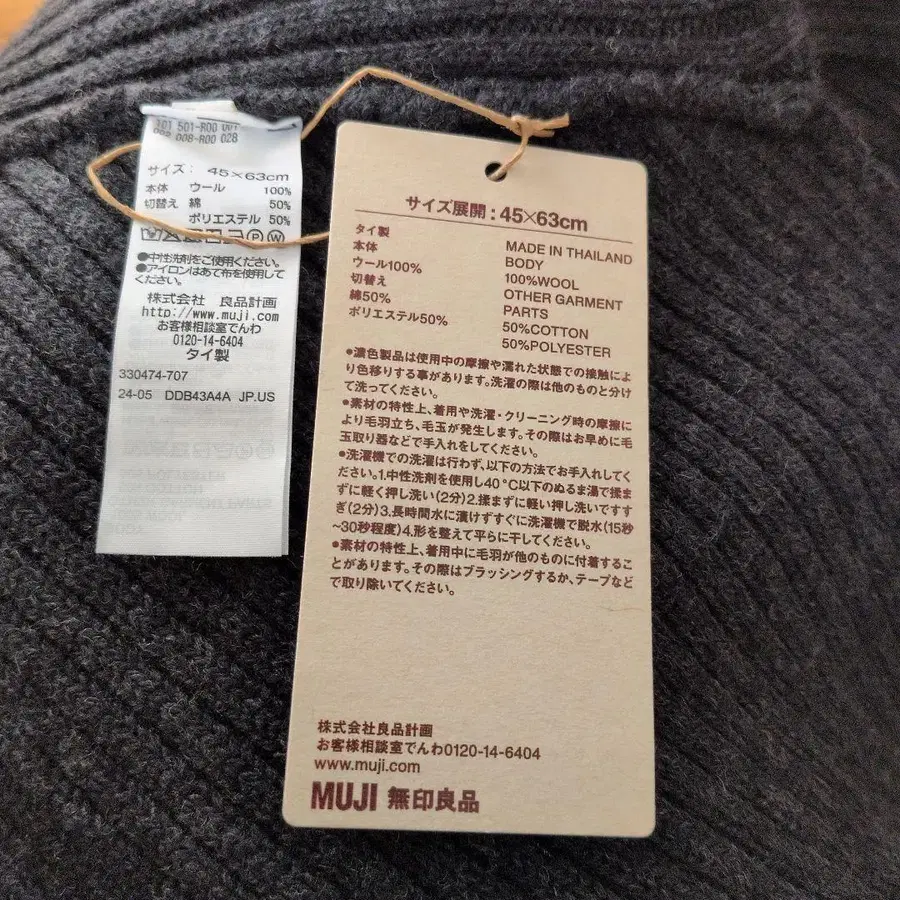 101 501-R00 001
002 008-R00 028
サイズ: 45×63cm
本体 ウール 100%
切替え 綿 50%
ポリエステル 50%
●中性洗剤をご使用ください。
●アイロンはあて布を使用して
ください。
株式会社 良品計画
http://www.muji.com
お客様相談室でんわ
0120-14-6404
タイ製
330474-707
24-05 DDB43A4A JP.US
サイズ展開:45×63cm
タイ製
本体
ウール100%
切替え
綿50%
ポリエステル50%
MADE IN THAILAND
BODY
100%WOOL
OTHER GARMENT
PARTS
50%COTTON
50%POLYESTER
●濃色製品は使用中の摩擦や濡れた状態での接触によ
り色移りする事があります。洗濯の際は他のものと分け
て洗ってください。
●素材の特性上、着用や洗濯・クリーニング時の摩擦に
より毛羽立ち、毛玉が発生します。その際はお早めに毛
玉取り器などで手入れをしてください。
●洗濯機での洗濯は行わず、以下の方法でお手入れしてく
ださい。1.中性洗剤を使用し40℃以下のぬるま湯で揉ま
ずに軽く押し洗い(2分)2.揉まずに軽い押し洗いですす
ぎ(2分)3.長時間水に漬けずすぐに洗濯機で脱水(15秒
~30秒程度)4.形を整えて平らに干してください。
●素材の特性上、着用中に毛羽が他のものに付着するこ
とがあります。その際はブラッシングするか、テープなど
で取り除いてください。
株式会社良品計画
お客様相談室でんわ0120-14-6404
www.muji.com
MUJI 無印良品